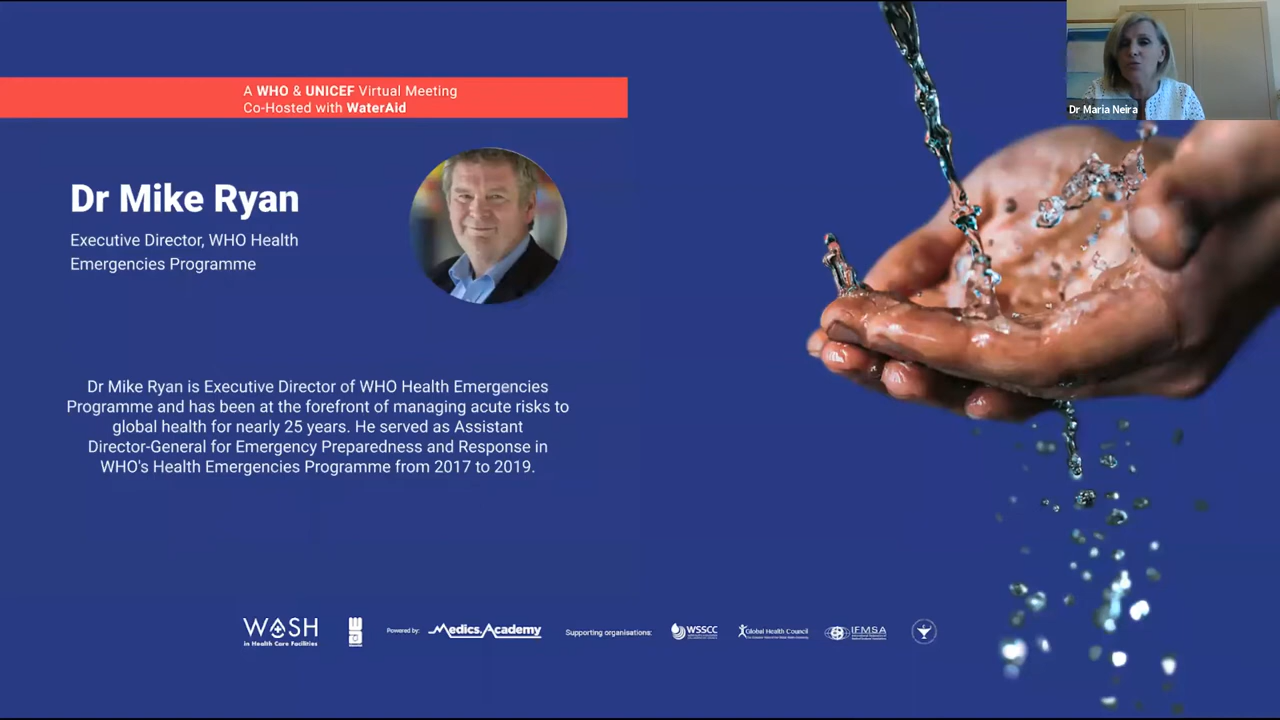 A WHO & UNICEF Virtual Meeting
Co-Hosted with WaterAid
Dr Maria Neira
Dr Mike Ryan
Executive Director, WHO Health
Emergencies Programme
Dr Mike Ryan is Executive Director of WHO Health Emergencies
Programme and has been at the forefront of managing acute risks to
global health for nearly 25 years. He served as Assistant
Director-General for Emergency Preparedness and Response in
WHO's Health Emergencies Programme from 2017 to 2019.
WASH
in Health Care Facilities
Powered by:
Medics.Academy
Supporting organisations:
WSSCC
Global Health Council
IFMSA